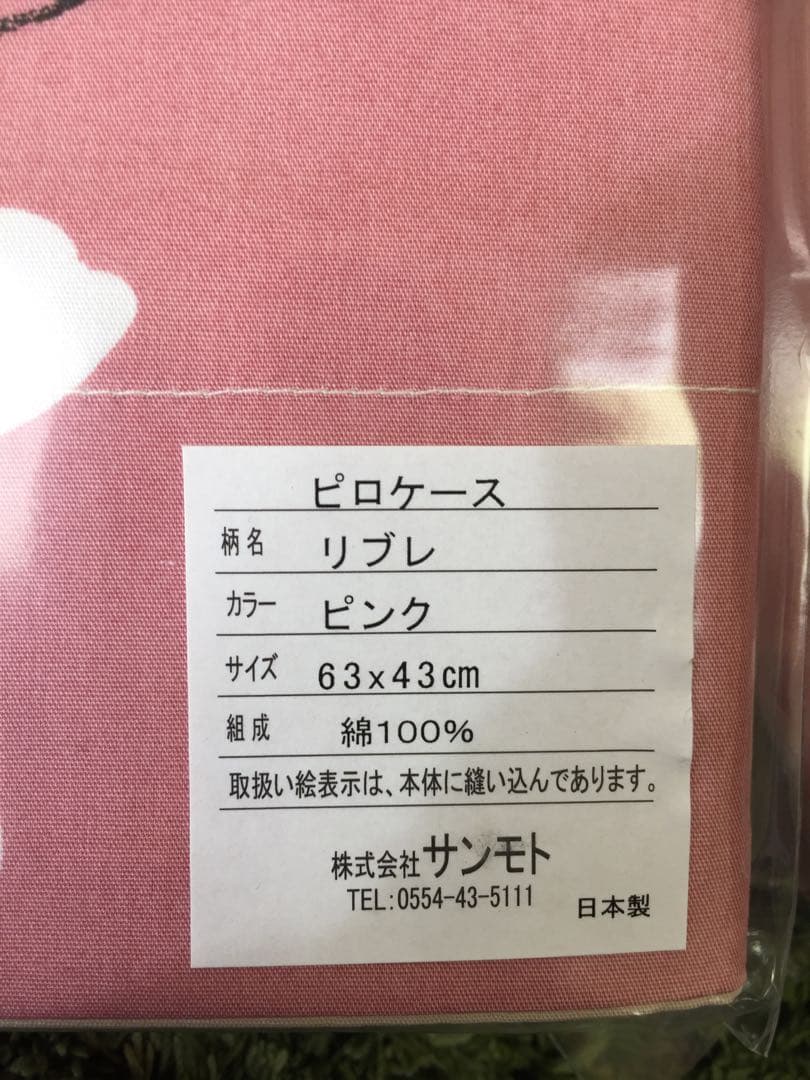 ピロケース
柄名 リブレ
カラー ピンク
サイズ 63x43cm
組成 綿100%
取扱い絵表示は、本体に縫い込んであります。
株式会社サンモト
TEL:0554-43-5111
日本製